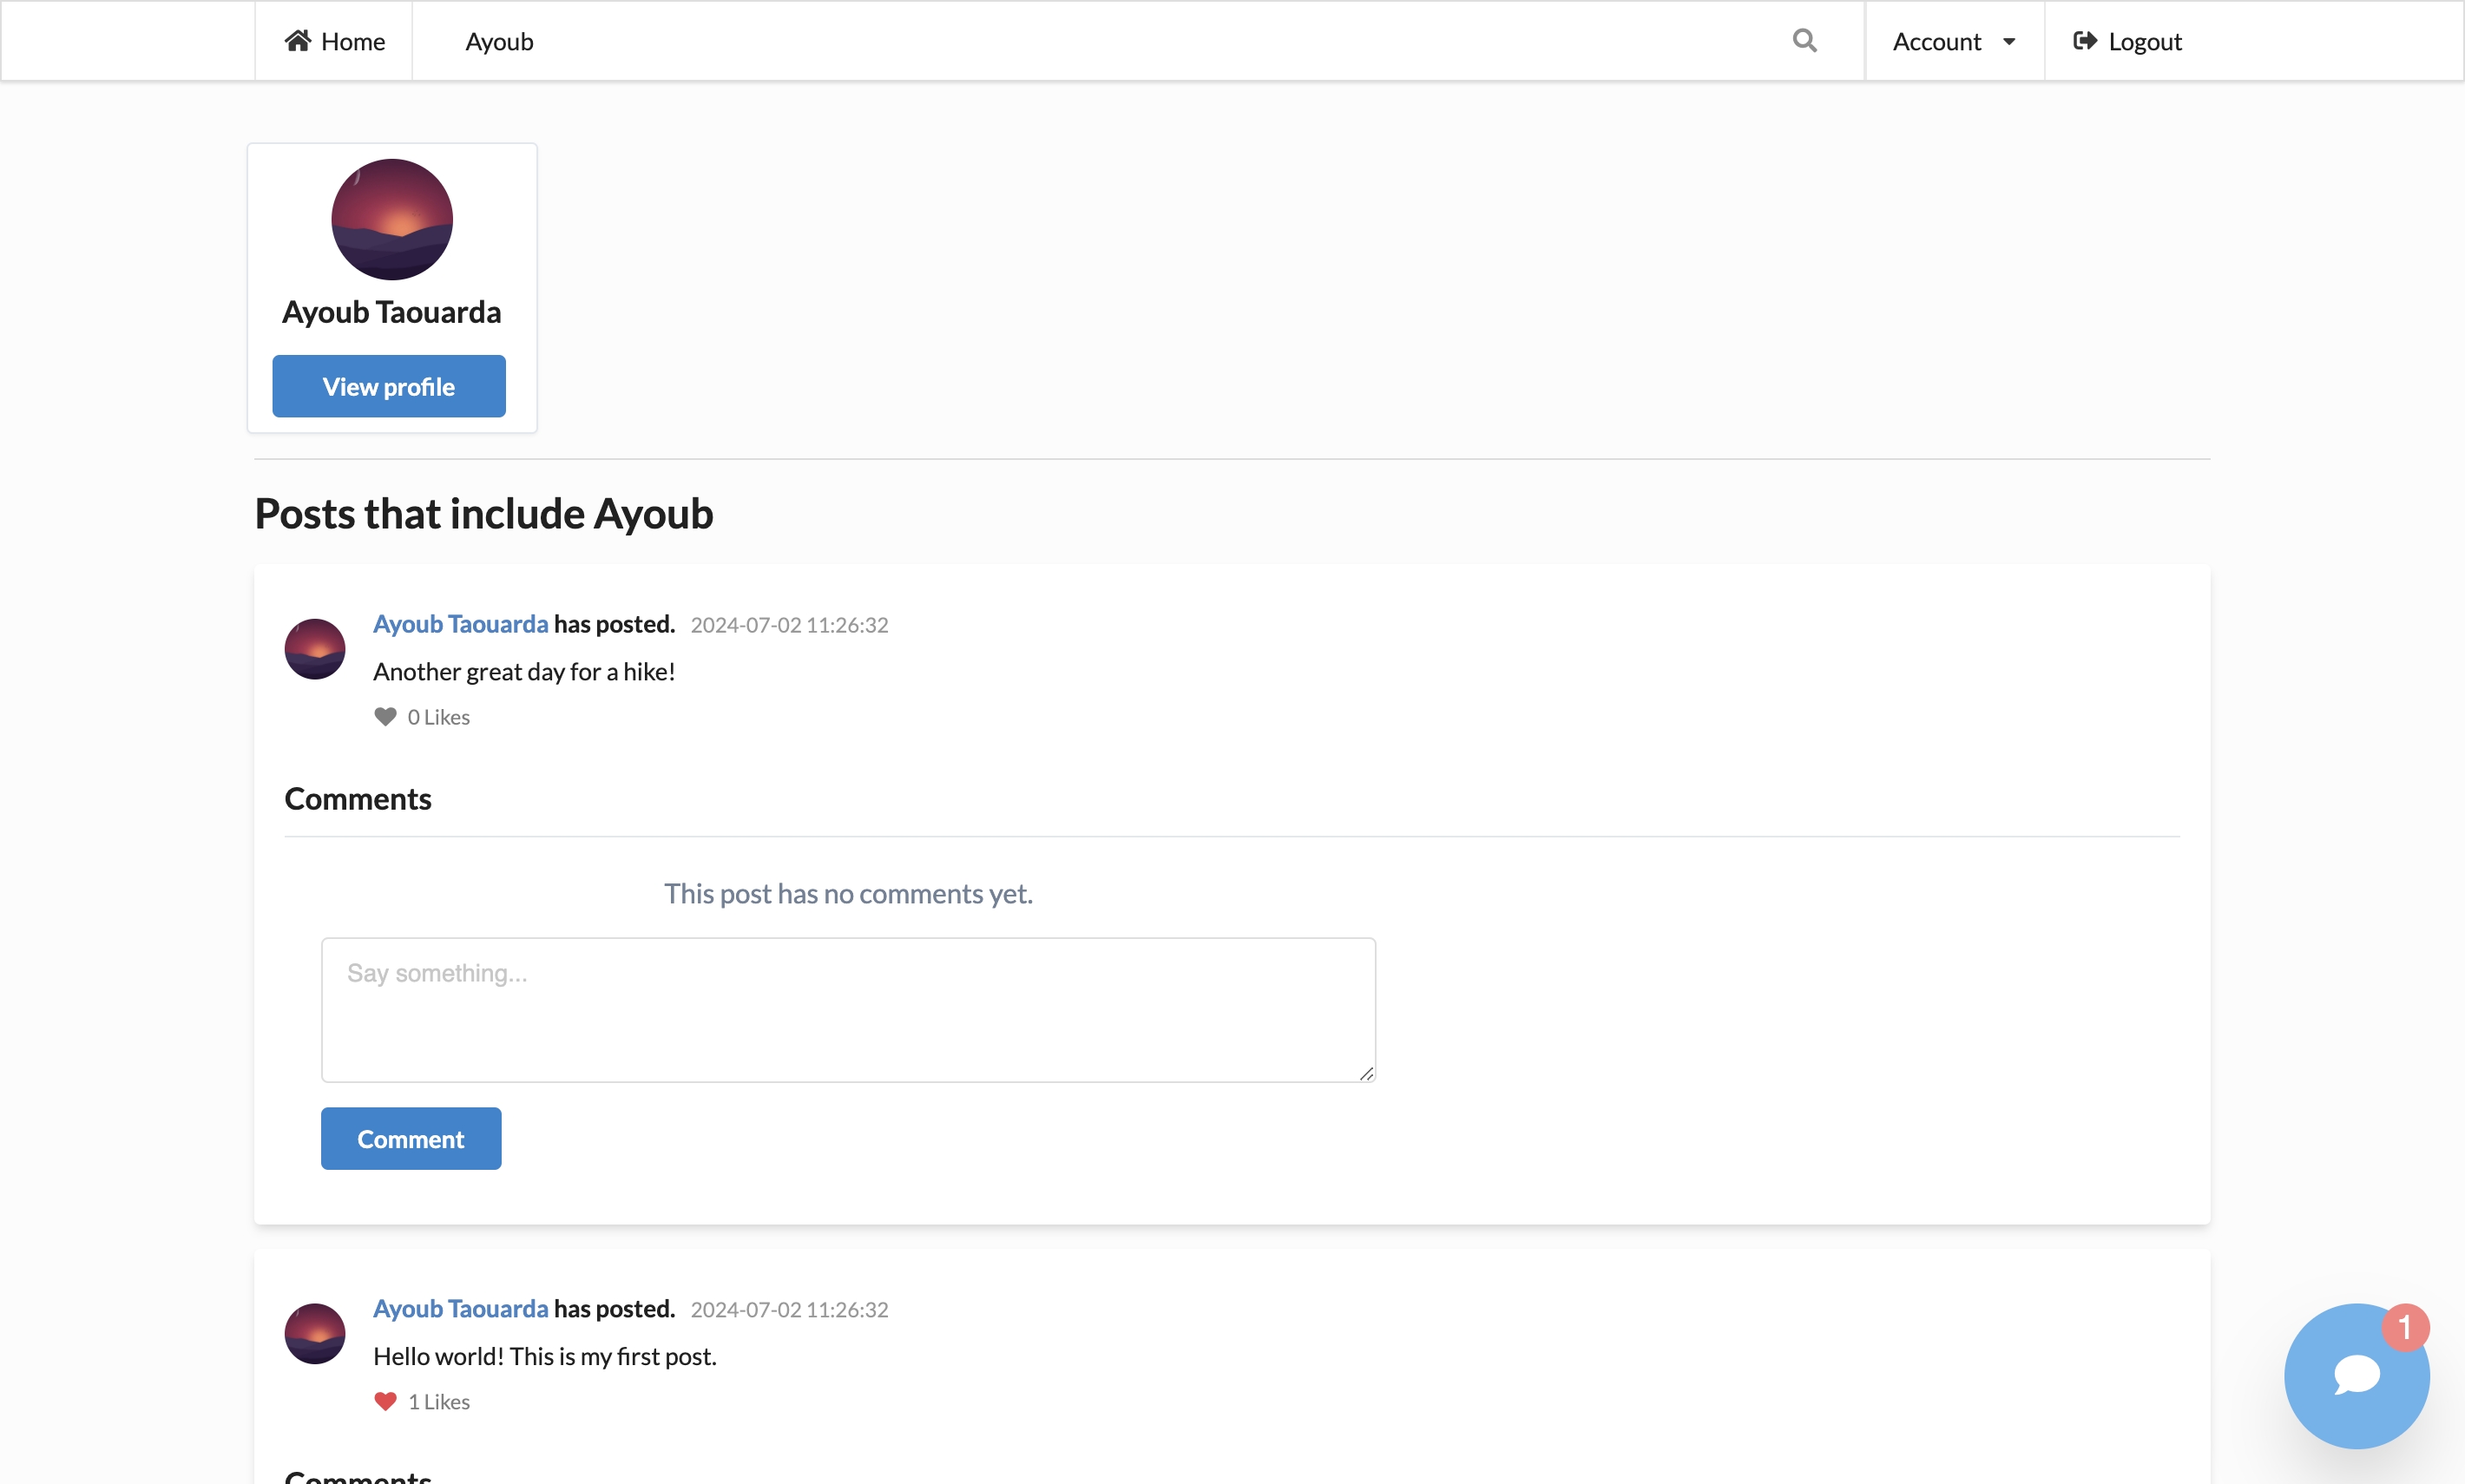 Home
Ayoub
Account
Logout
Ayoub Taouarda
View profile
Posts that include Ayoub
Ayoub Taouarda has posted. 2024-07-02 11:26:32
Another great day for a hike!
0 Likes
Comments
This post has no comments yet.
Say something...
Comment
Ayoub Taouarda has posted. 2024-07-02 11:26:32
Hello world! This is my first post.
1 Likes
Comments
1